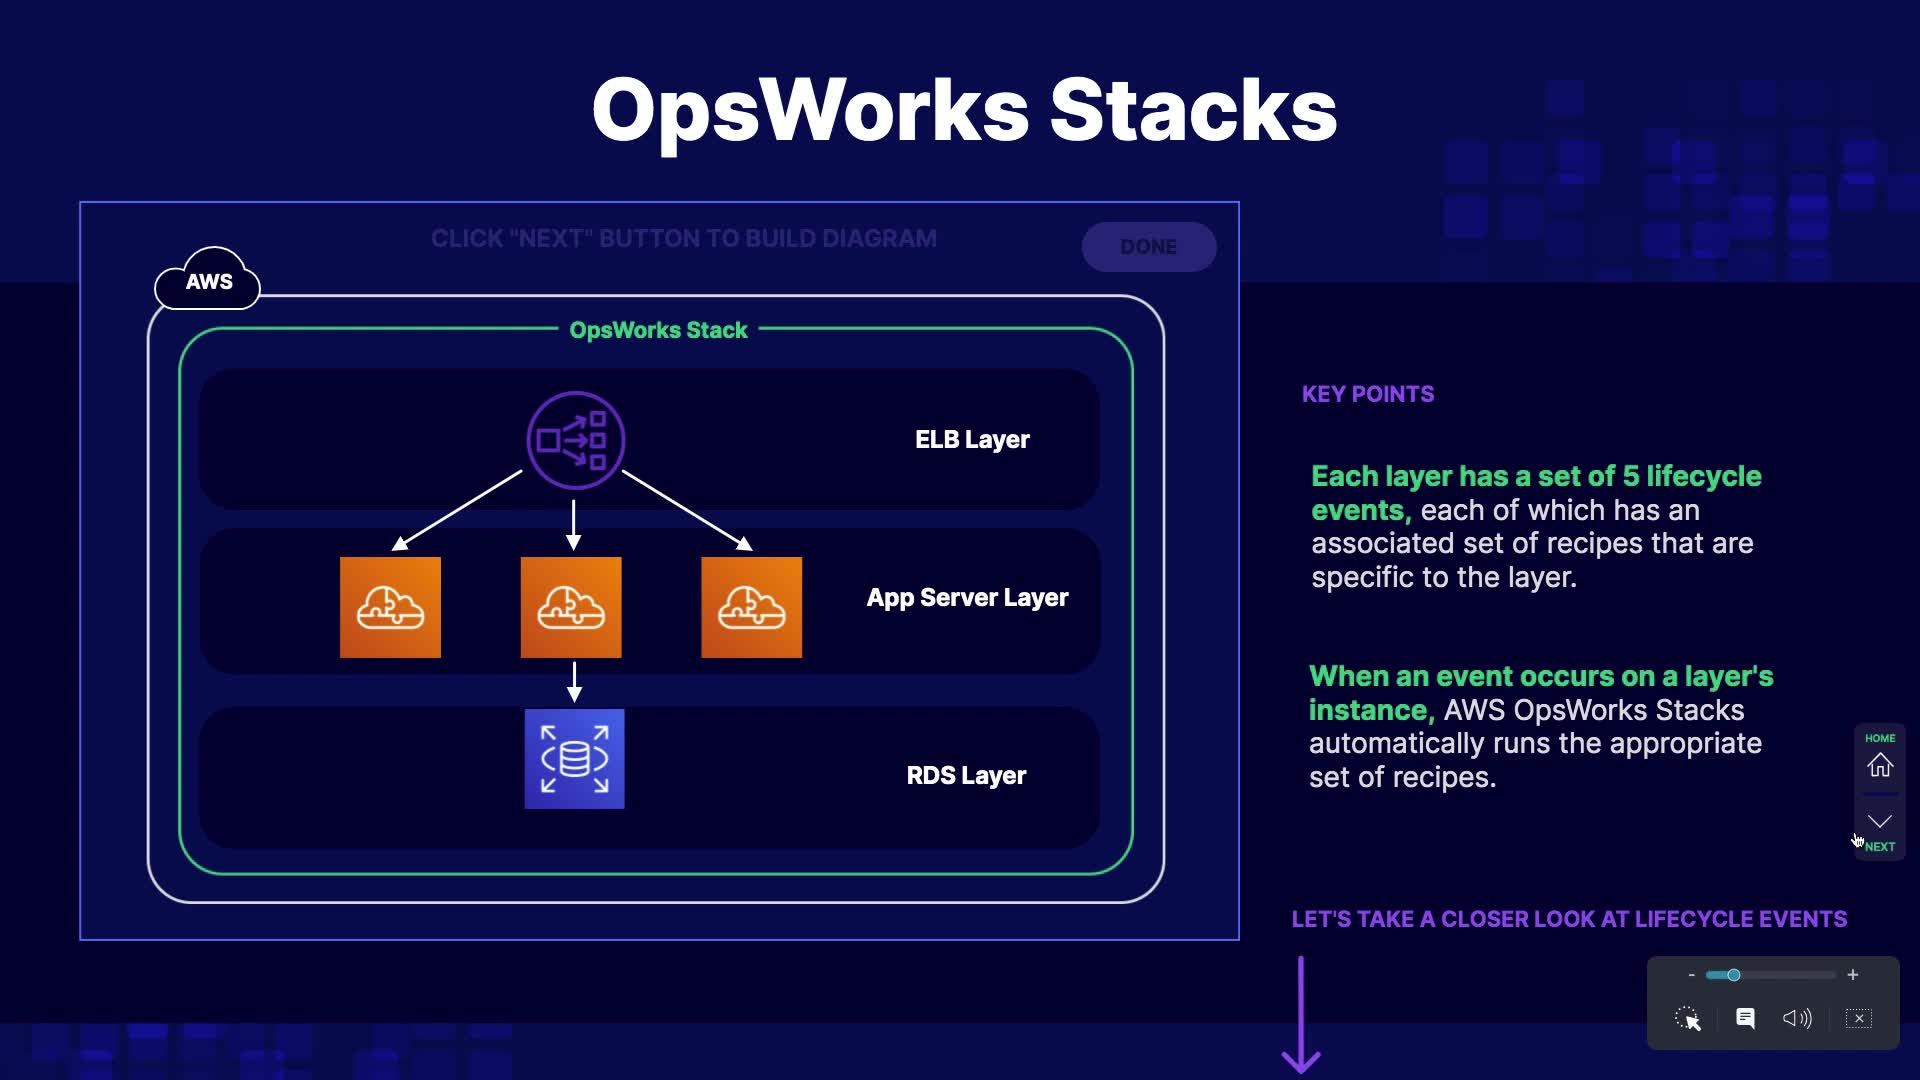 OpsWorks Stacks
CLICK "NEXT" BUTTON TO BUILD DIAGRAM
DONE
AWS
OpsWorks Stack
ELB Layer
App Server Layer
RDS Layer
KEY POINTS
Each layer has a set of 5 lifecycle
events, each of which has an
associated set of recipes that are
specific to the layer.
When an event occurs on a layer's
instance, AWS OpsWorks Stacks
automatically runs the appropriate
set of recipes.
HOME
NEXT
LET'S TAKE A CLOSER LOOK AT LIFECYCLE EVENTS
- +